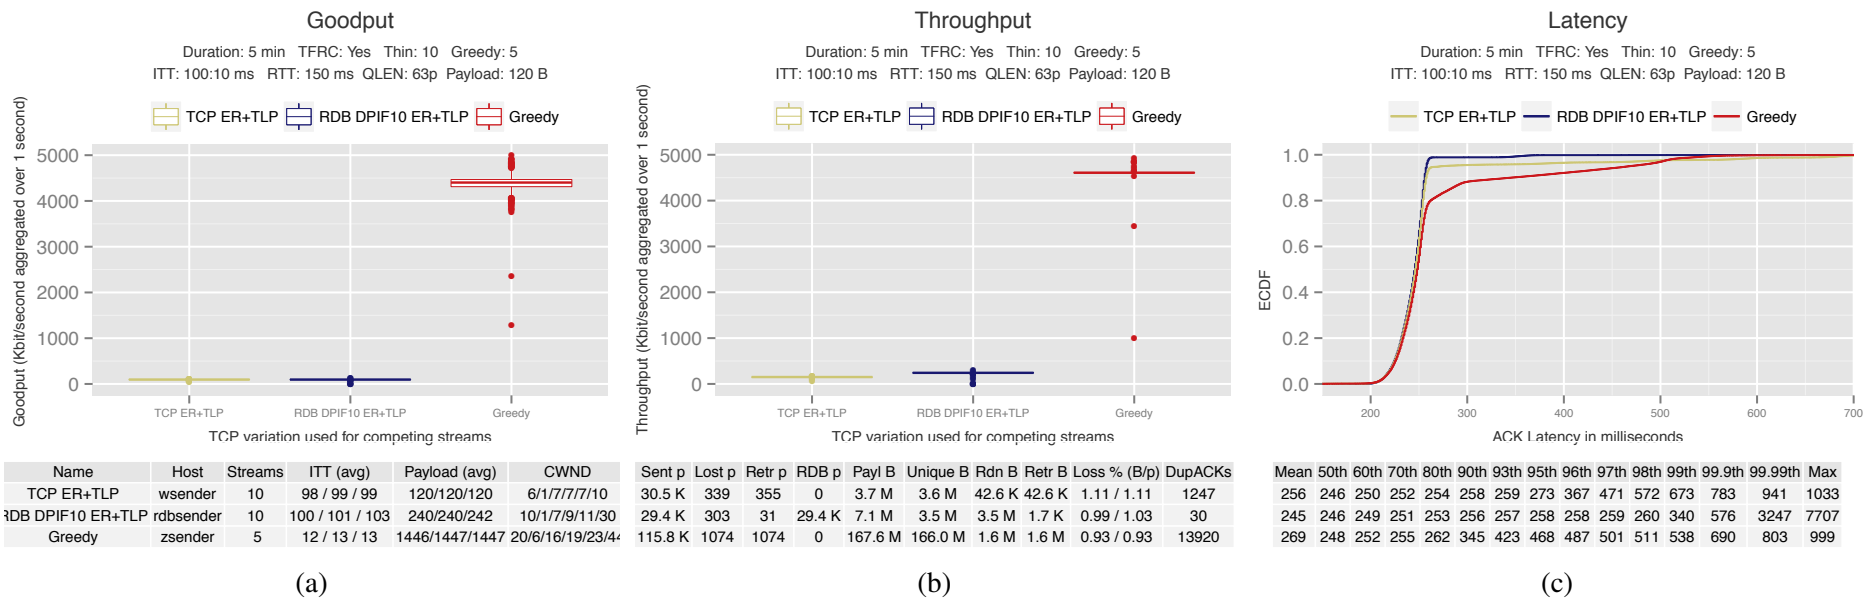 Goodput
Duration: 5 min TFRC: Yes Thin: 10 Greedy: 5
ITT: 100:10 ms RTT: 150 ms QLEN: 63p Payload: 120 B
TCP ER+TLP RDB DPIF10 ER+TLP Greedy
Goodput (Kbit/second aggregated over 1 second)
5000
4000
3000
2000
1000
0
TCP ER+TLP RDB DPIF10 ER+TLP Greedy
TCP variation used for competing streams
Name Host Streams ITT (avg) Payload (avg) CWND
TCP ER+TLP wsender 10 98 / 99 / 99 120/120/120 6/1/7/7/7/10
RDB DPIF10 ER+TLP rdbsender 10 100 / 101 / 103 240/240/242 10/1/7/9/11/30
Greedy zsender 5 12 / 13 / 13 1446/1447/1447 20/6/16/19/23/44
(a)
Throughput
Duration: 5 min TFRC: Yes Thin: 10 Greedy: 5
ITT: 100:10 ms RTT: 150 ms QLEN: 63p Payload: 120 B
TCP ER+TLP RDB DPIF10 ER+TLP Greedy
Throughput (Kbit/second aggregated over 1 second)
5000
4000
3000
2000
1000
0
TCP ER+TLP RDB DPIF10 ER+TLP Greedy
TCP variation used for competing streams
Sent p Lost p Retr p RDB p Payl B Unique B Rdn B Retr B Loss % (B/p) DupACKs
30.5 K 339 355 0 3.7 M 3.6 M 42.6 K 42.6 K 1.11 / 1.11 1247
29.4 K 303 31 29.4 K 7.1 M 3.5 M 3.5 M 1.7 K 0.99 / 1.03 30
115.8 K 1074 1074 0 167.6 M 166.0 M 1.6 M 1.6 M 0.93 / 0.93 13920
(b)
Latency
Duration: 5 min TFRC: Yes Thin: 10 Greedy: 5
ITT: 100:10 ms RTT: 150 ms QLEN: 63p Payload: 120 B
TCP ER+TLP RDB DPIF10 ER+TLP Greedy
ECDF
1.0
0.8
0.6
0.4
0.2
0.0
200 300 400 500 600 700
ACK Latency in milliseconds
Mean 50th 60th 70th 80th 90th 93th 95th 96th 97th 98th 99th 99.9th 99.99th Max
256 246 250 252 254 258 259 273 367 471 572 673 783 941 1033
245 246 249 251 253 256 257 258 258 259 260 340 576 3247 7707
269 248 252 255 262 345 423 468 487 501 511 538 690 803 999
(c)